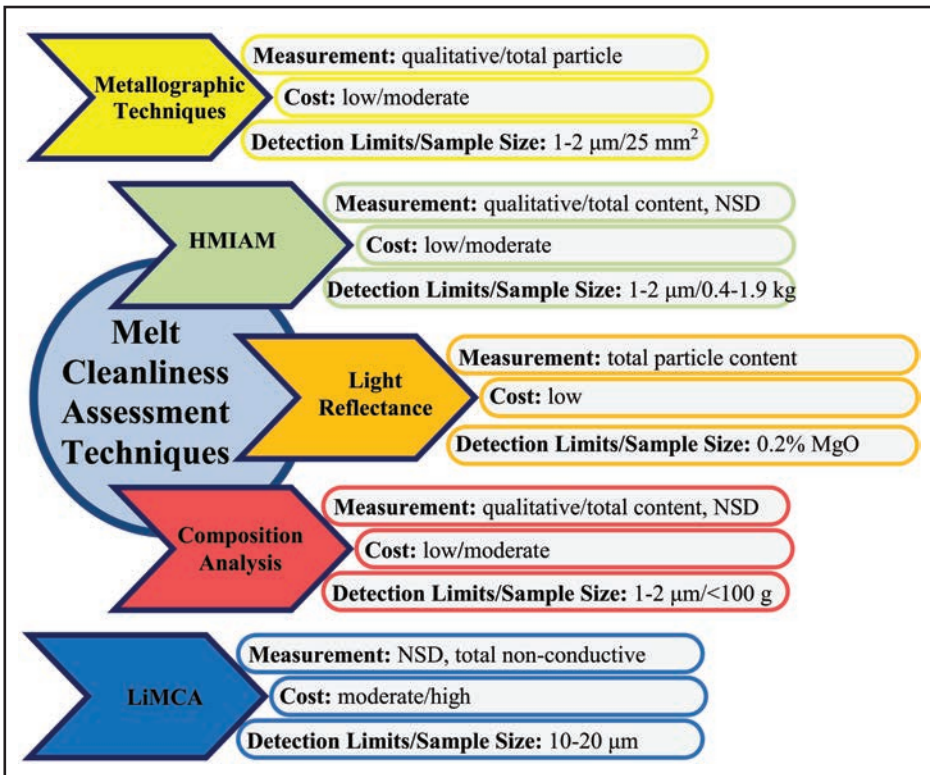 Metallographic
Techniques
Measurement: qualitative/total particle
Cost: low/moderate
Detection Limits/Sample Size: 1-2 μm/25 mm²
HMIAM
Measurement: qualitative/total content, NSD
Cost: low/moderate
Detection Limits/Sample Size: 1-2 μm/0.4-1.9 kg
Melt
Cleanliness
Assessment
Techniques
Light
Reflectance
Measurement: total particle content
Cost: low
Detection Limits/Sample Size: 0.2% MgO
Composition
Analysis
Measurement: qualitative/total content, NSD
Cost: low/moderate
Detection Limits/Sample Size: 1-2 μm/<100 g
LiMCA
Measurement: NSD, total non-conductive
Cost: moderate/high
Detection Limits/Sample Size: 10-20 μm